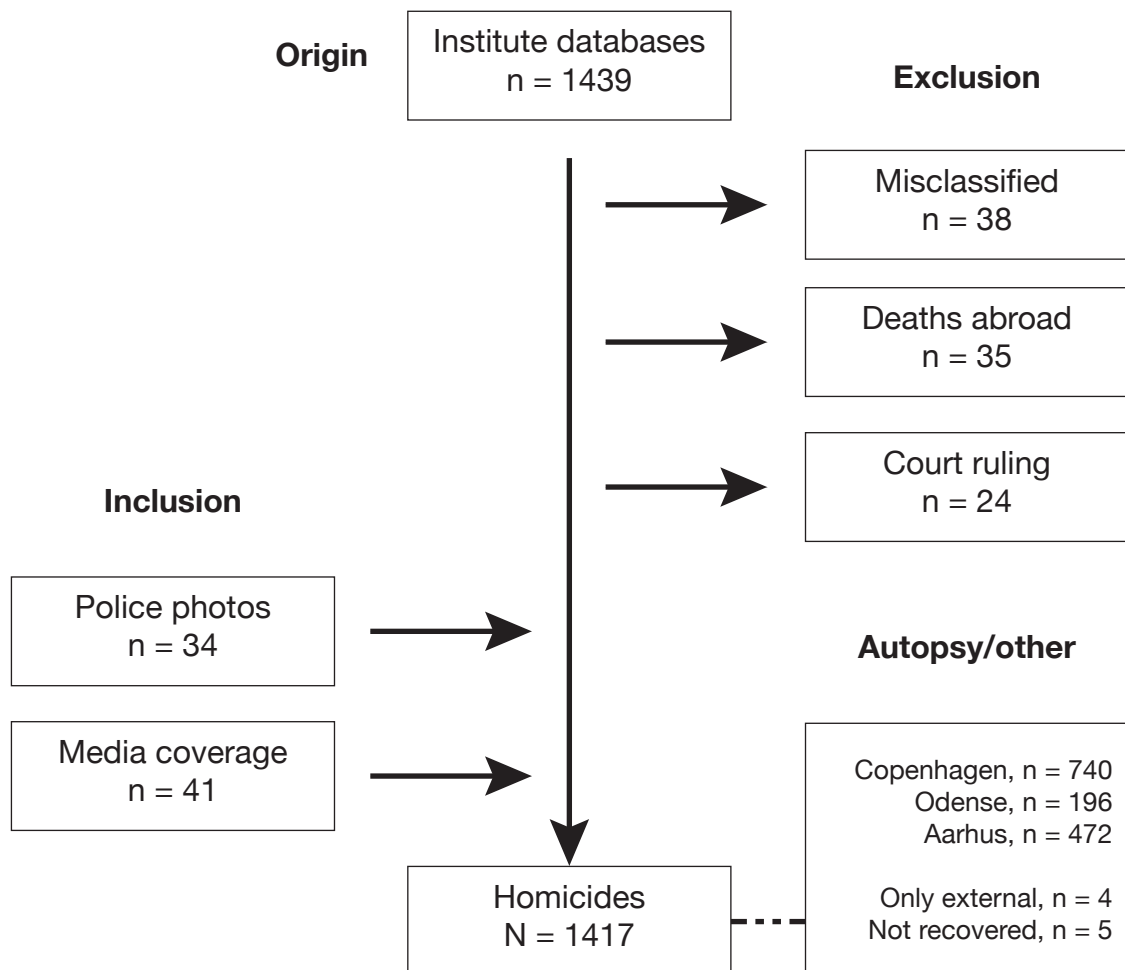 Origin
Institute databases
n = 1439
Exclusion
Misclassified
n = 38
Deaths abroad
n = 35
Court ruling
n = 24
Inclusion
Police photos
n = 34
Media coverage
n = 41
Autopsy/other
Copenhagen, n = 740
Odense, n = 196
Aarhus, n = 472
Only external, n = 4
Not recovered, n = 5
Homicides
N = 1417